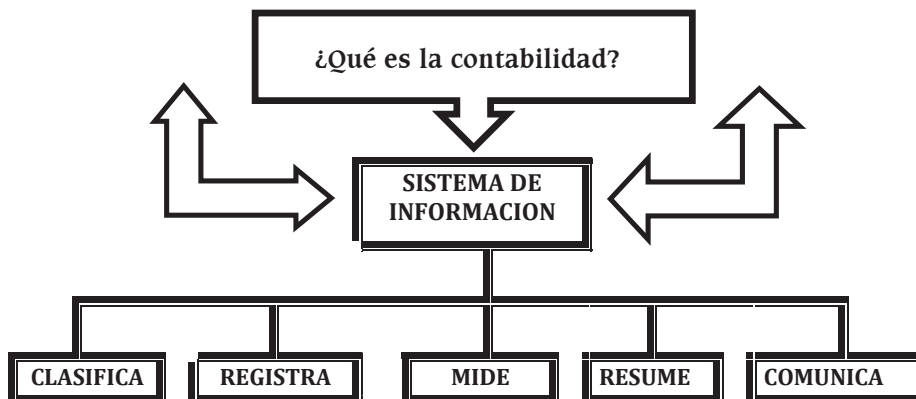 ¿Qué es la contabilidad?
SISTEMA DE
INFORMACION
CLASIFICA
REGISTRA
MIDE
RESUME
COMUNICA